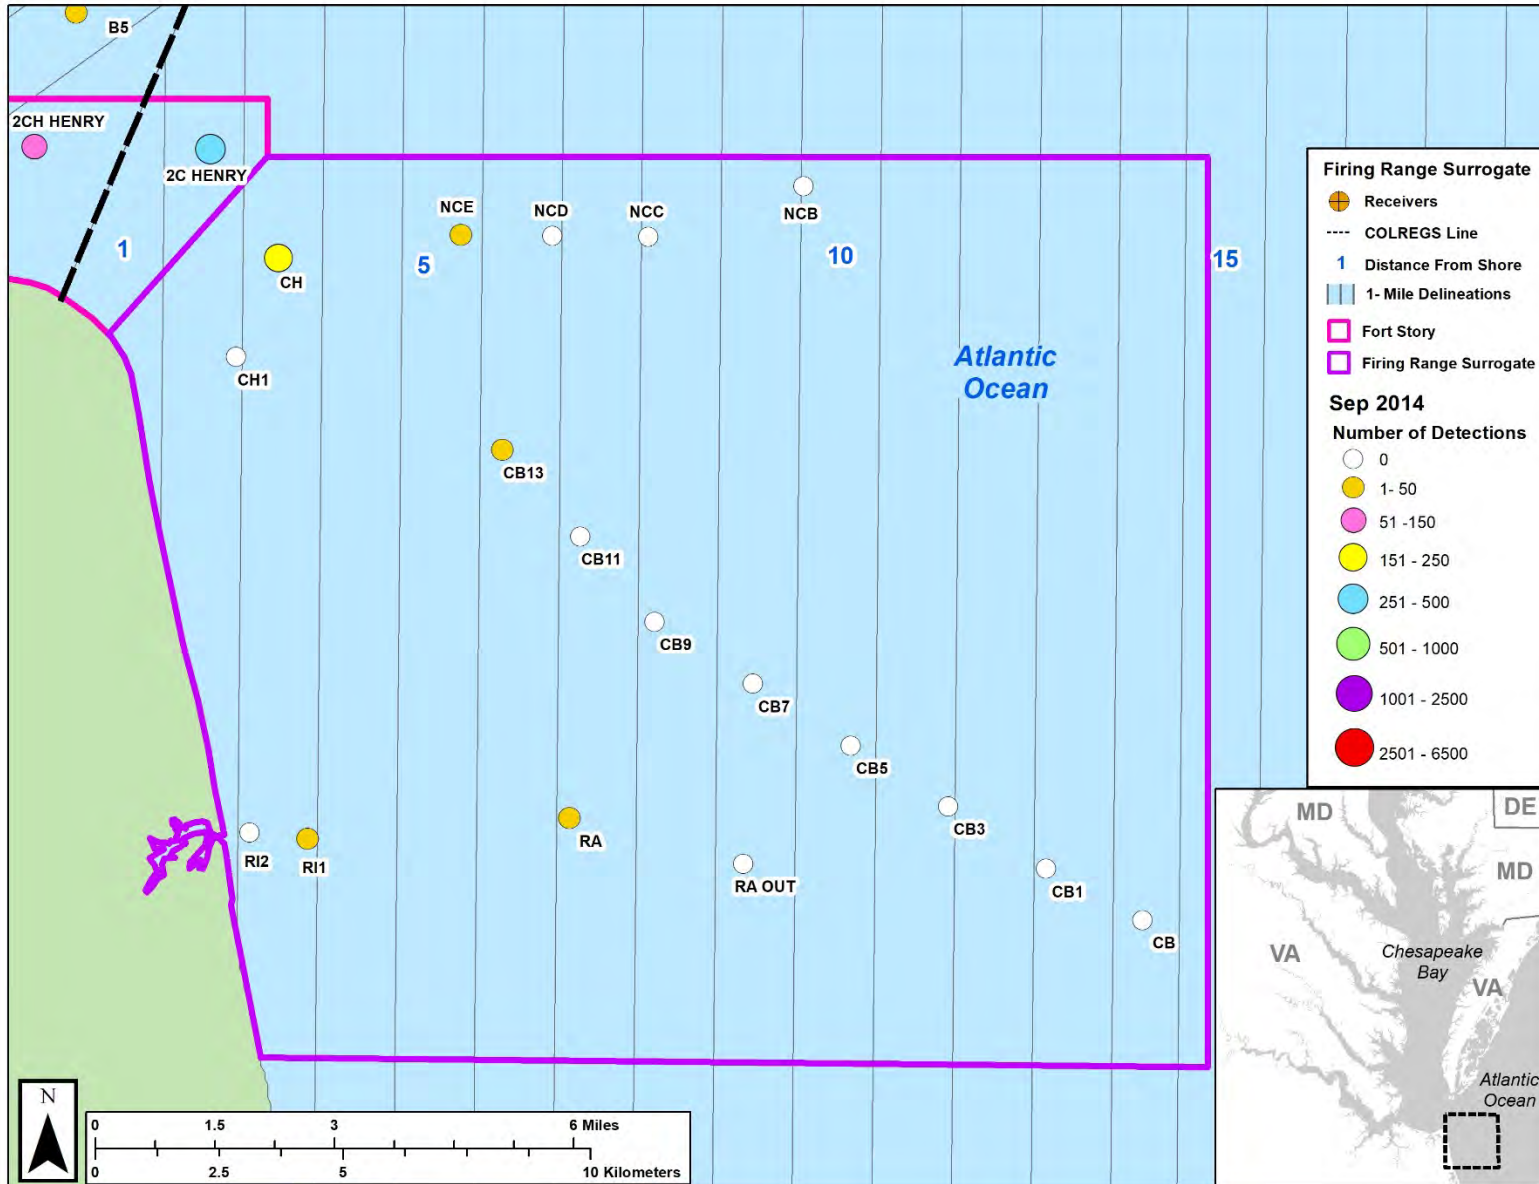 B5
2CH HENRY
2C HENRY
1
NCE
NCD
NCC
NCB
5
10
15
CH
CH1
Atlantic
Ocean
CB13
CB11
CB9
CB7
CB5
CB3
CB1
CB
RI2
RI1
RA
RA OUT
Firing Range Surrogate
Receivers
COLREGS Line
1 Distance From Shore
1- Mile Delineations
Fort Story
Firing Range Surrogate
Sep 2014
Number of Detections
0
1- 50
51 -150
151 - 250
251 - 500
501 - 1000
1001 - 2500
2501 - 6500
MD
DE
MD
VA
Chesapeake
Bay
VA
Atlantic
Ocean
N
0 1.5 3 6 Miles
0 2.5 5 10 Kilometers